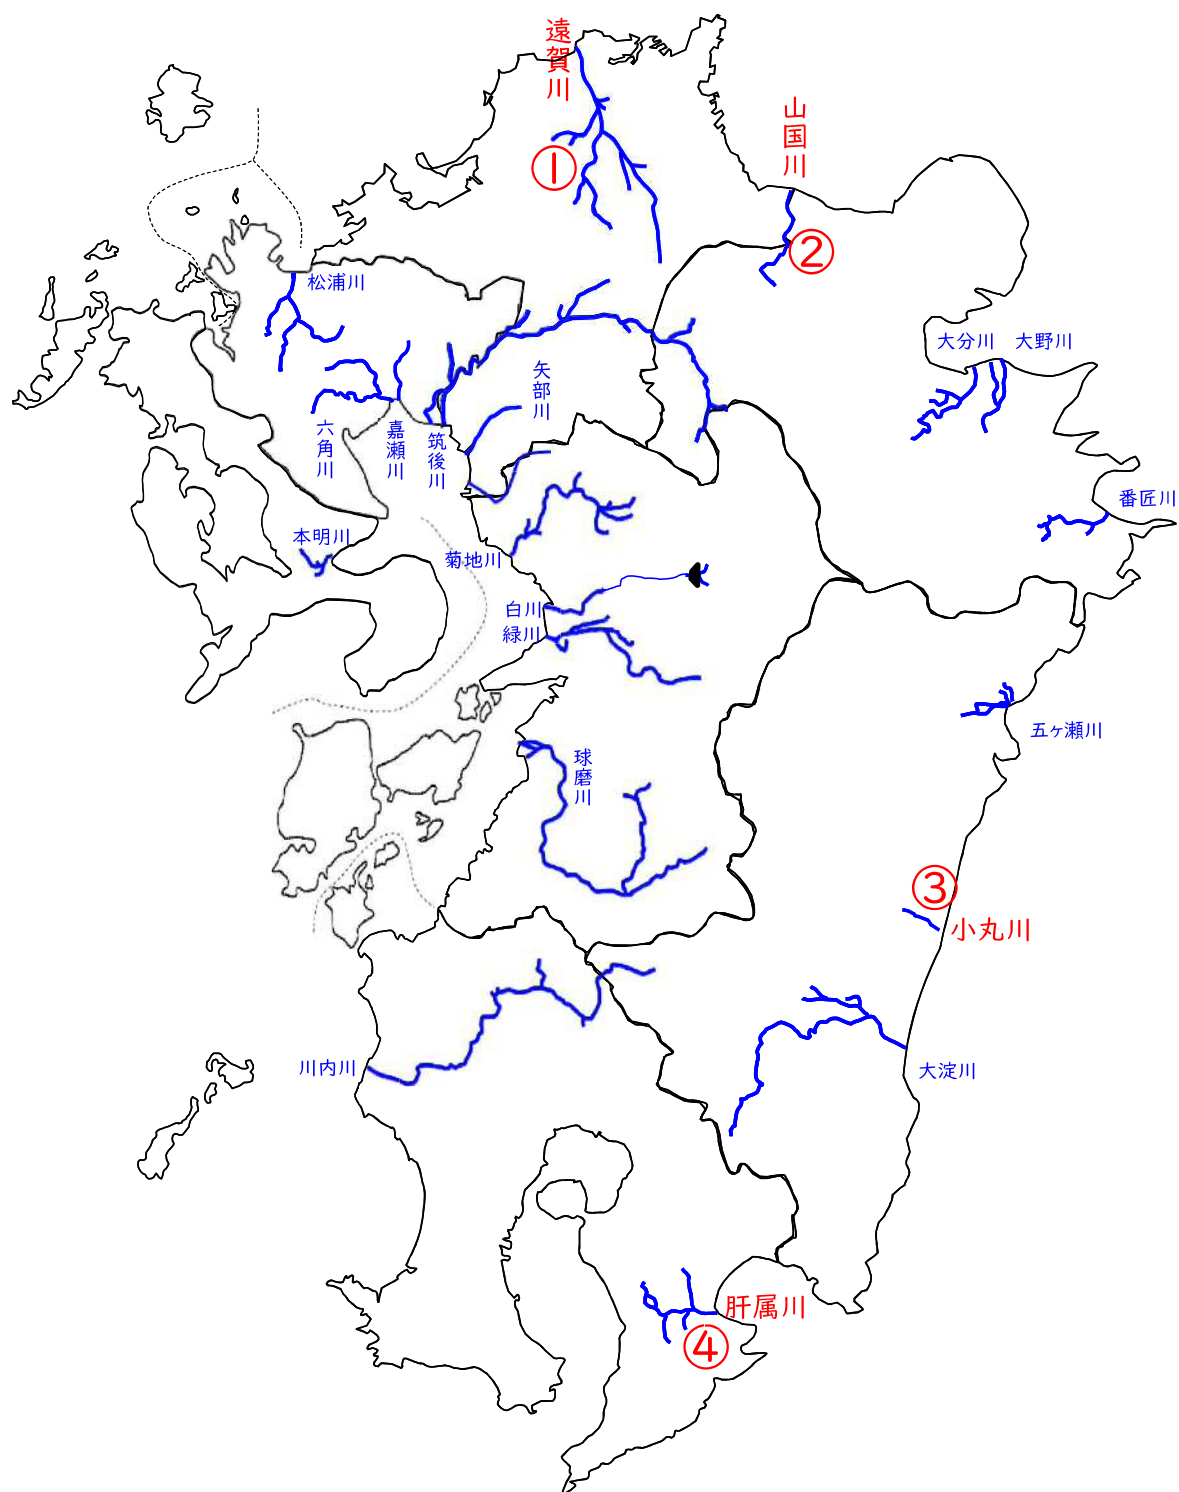 遠賀川
①
山国川
②
松浦川
大分川
大野川
矢部川
六角川
嘉瀬川
筑後川
番匠川
本明川
菊地川
白川
緑川
五ヶ瀬川
球磨川
③
小丸川
川内川
大淀川
肝属川
④